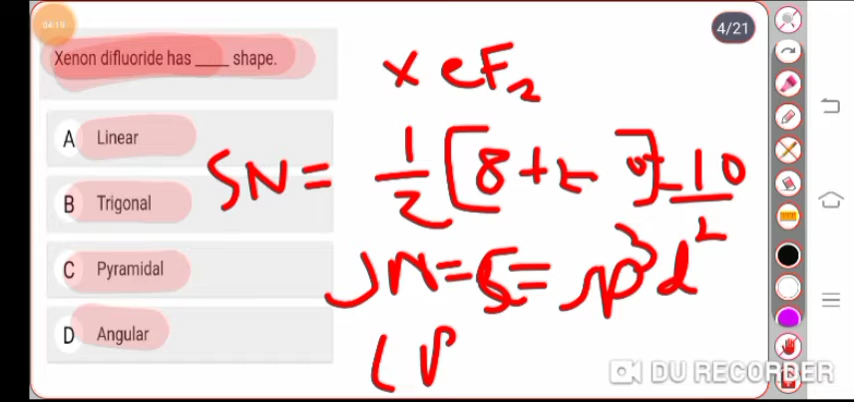 04:19
4/21
Xenon difluoride has ____ shape.
A Linear
B Trigonal
C Pyramidal
D Angular
XeF2
SN = 1/2 [8+2-0] = 10/2
SN = 5 = sp3d
LP
DU RECORDER